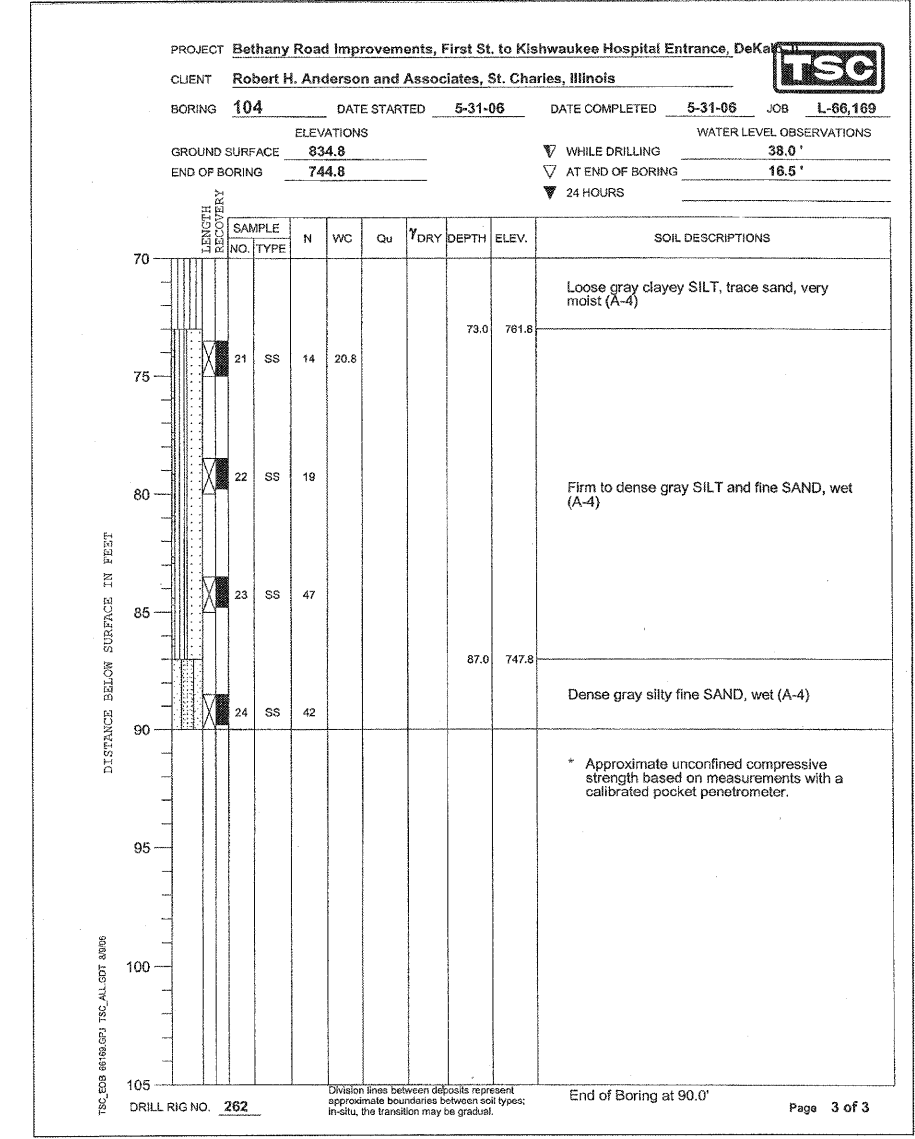 PROJECT Bethany Road Improvements, First St. to Kishwaukee Hospital Entrance, DeKalb
TSC
CLIENT Robert H. Anderson and Associates, St. Charles, Illinois
BORING 104 DATE STARTED 5-31-06 DATE COMPLETED 5-31-06 JOB L-66,169
ELEVATIONS WATER LEVEL OBSERVATIONS
GROUND SURFACE 834.8 WHILE DRILLING 38.0 '
END OF BORING 744.8 AT END OF BORING 16.5 '
24 HOURS
LENGTH
RECOVERY
SAMPLE
NO. TYPE N WC Qu γDRY DEPTH ELEV. SOIL DESCRIPTIONS
70
Loose gray clayey SILT, trace sand, very
moist (A-4)
73.0 761.8
21 SS 14 20.8
75
22 SS 19
80
Firm to dense gray SILT and fine SAND, wet
(A-4)
23 SS 47
85
87.0 747.8
Dense gray silty fine SAND, wet (A-4)
24 SS 42
90
* Approximate unconfined compressive
strength based on measurements with a
calibrated pocket penetrometer.
95
100
105
DISTANCE BELOW SURFACE IN FEET
TSC_EOB 66169.GPJ TSC_ALL.GDT 8/9/06
DRILL RIG NO. 262
Division lines between deposits represent
approximate boundaries between soil types;
in-situ, the transition may be gradual.
End of Boring at 90.0'
Page 3 of 3